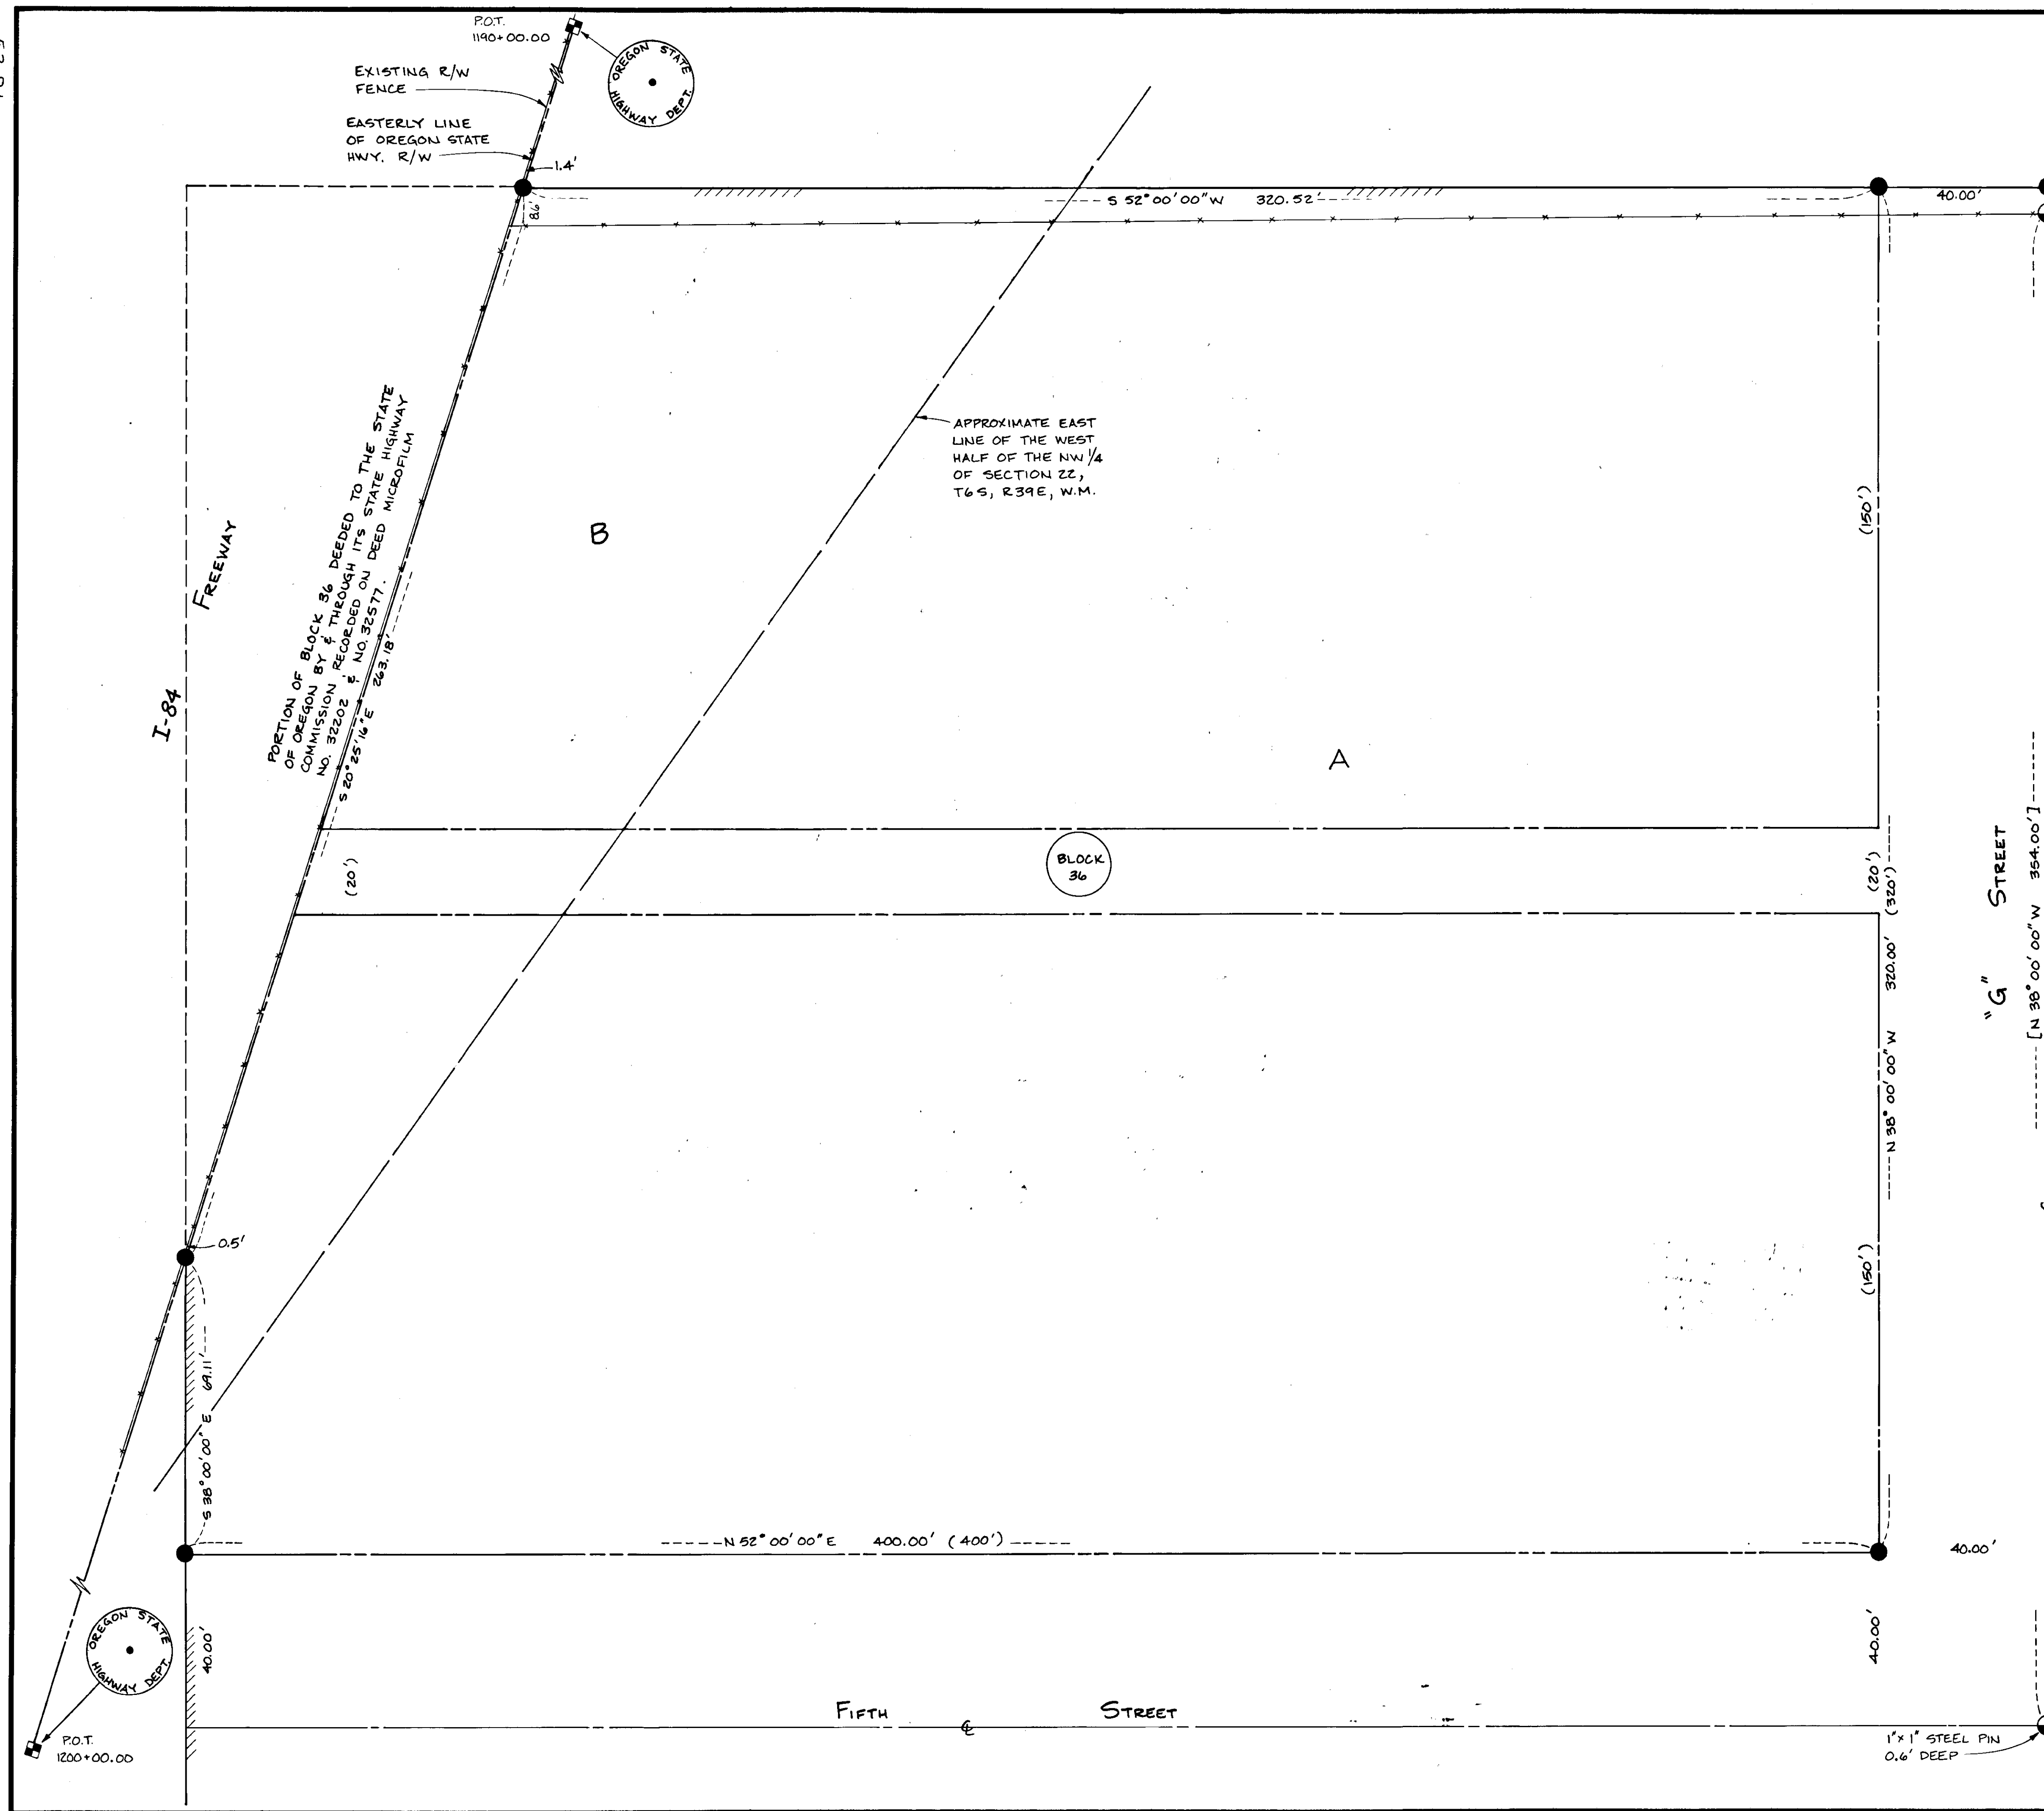 P.O.T.
1190+00.00
OREGON STATE
HIGHWAY DEPT.
EXISTING R/W
FENCE
EASTERLY LINE
OF OREGON STATE
HWY. R/W
1.4'
8.6'
S 52°00'00"W 320.52'
40.00'
APPROXIMATE EAST
LINE OF THE WEST
HALF OF THE NW 1/4
OF SECTION 22,
T6S, R39E, W.M.
(150')
B
FREEWAY
I-84
PORTION OF BLOCK 36 DEEDED TO THE STATE
OF OREGON BY & THROUGH ITS STATE HIGHWAY
COMMISSION RECORDED ON DEED MICROFILM
NO. 32202 & NO. 32577.
S 20°25'16"E 263.18'
A
BLOCK
36
(20')
(20')
(320')
N 38°00'00"W 320.00'
"G" STREET
[N 38°00'00"W 354.00']
0.5'
S 38°00'00"E 69.11'
(150')
N 52°00'00"E 400.00' (400')
40.00'
40.00'
40.00'
OREGON STATE
HIGHWAY DEPT.
P.O.T.
1200+00.00
FIFTH STREET
℄
1"x1" STEEL PIN
0.6' DEEP